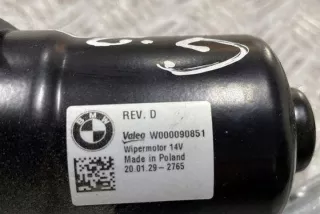 BMW
REV. D
Valeo W000090851
Wipermotor 14V
Made in Poland
20.01.29-2765